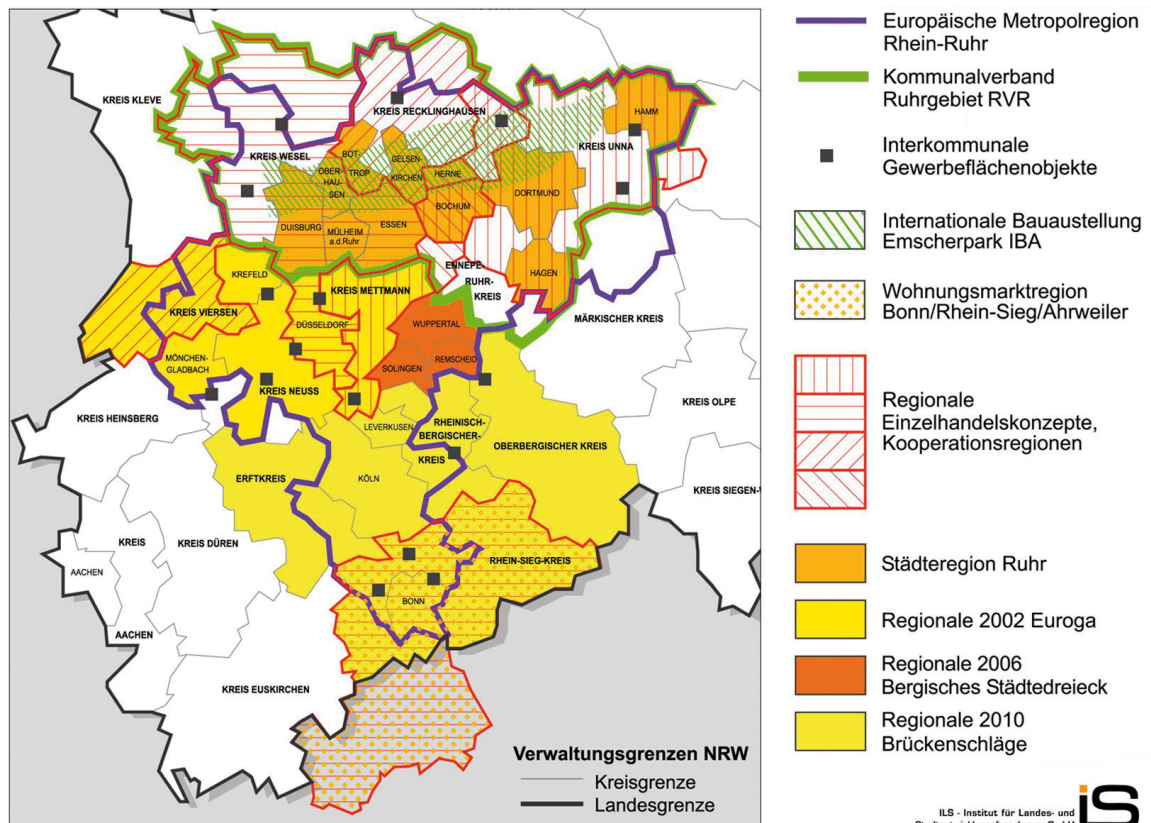 KREIS KLEVE
KREIS RECKLINGHAUSEN
HAMM
KREIS WESEL
KREIS UNNA
BOT-
TROP
GELSEN-
KIRCHEN
OBER-
HAU-
SEN
HERNE
DORTMUND
BOCHUM
ESSEN
DUISBURG
MÜLHEIM
a.d.Ruhr
ENNEPE-
RUHR-
KREIS
HAGEN
KREFELD
KREIS METTMANN
KREIS VIERSEN
DÜSSELDORF
WUPPERTAL
MÄRKISCHER KREIS
MÖNCHEN-
GLADBACH
SOLINGEN
REMSCHEID
KREIS NEUSS
KREIS HEINSBERG
LEVERKUSEN
RHEINISCH-
BERGISCHER-
KREIS
KREIS OLPE
OBERBERGISCHER KREIS
ERFTKREIS
KÖLN
KREIS SIEGEN-
KREIS
AACHEN
KREIS DÜREN
RHEIN-SIEG-KREIS
BONN
AACHEN
KREIS EUSKIRCHEN
Verwaltungsgrenzen NRW
Kreisgrenze
Landesgrenze
Europäische Metropolregion
Rhein-Ruhr
Kommunalverband
Ruhrgebiet RVR
Interkommunale
Gewerbeflächenobjekte
Internationale Bauaustellung
Emscherpark IBA
Wohnungsmarktregion
Bonn/Rhein-Sieg/Ahrweiler
Regionale
Einzelhandelskonzepte,
Kooperationsregionen
Städteregion Ruhr
Regionale 2002 Euroga
Regionale 2006
Bergisches Städtedreieck
Regionale 2010
Brückenschläge
ILS - Institut für Landes- und
iS